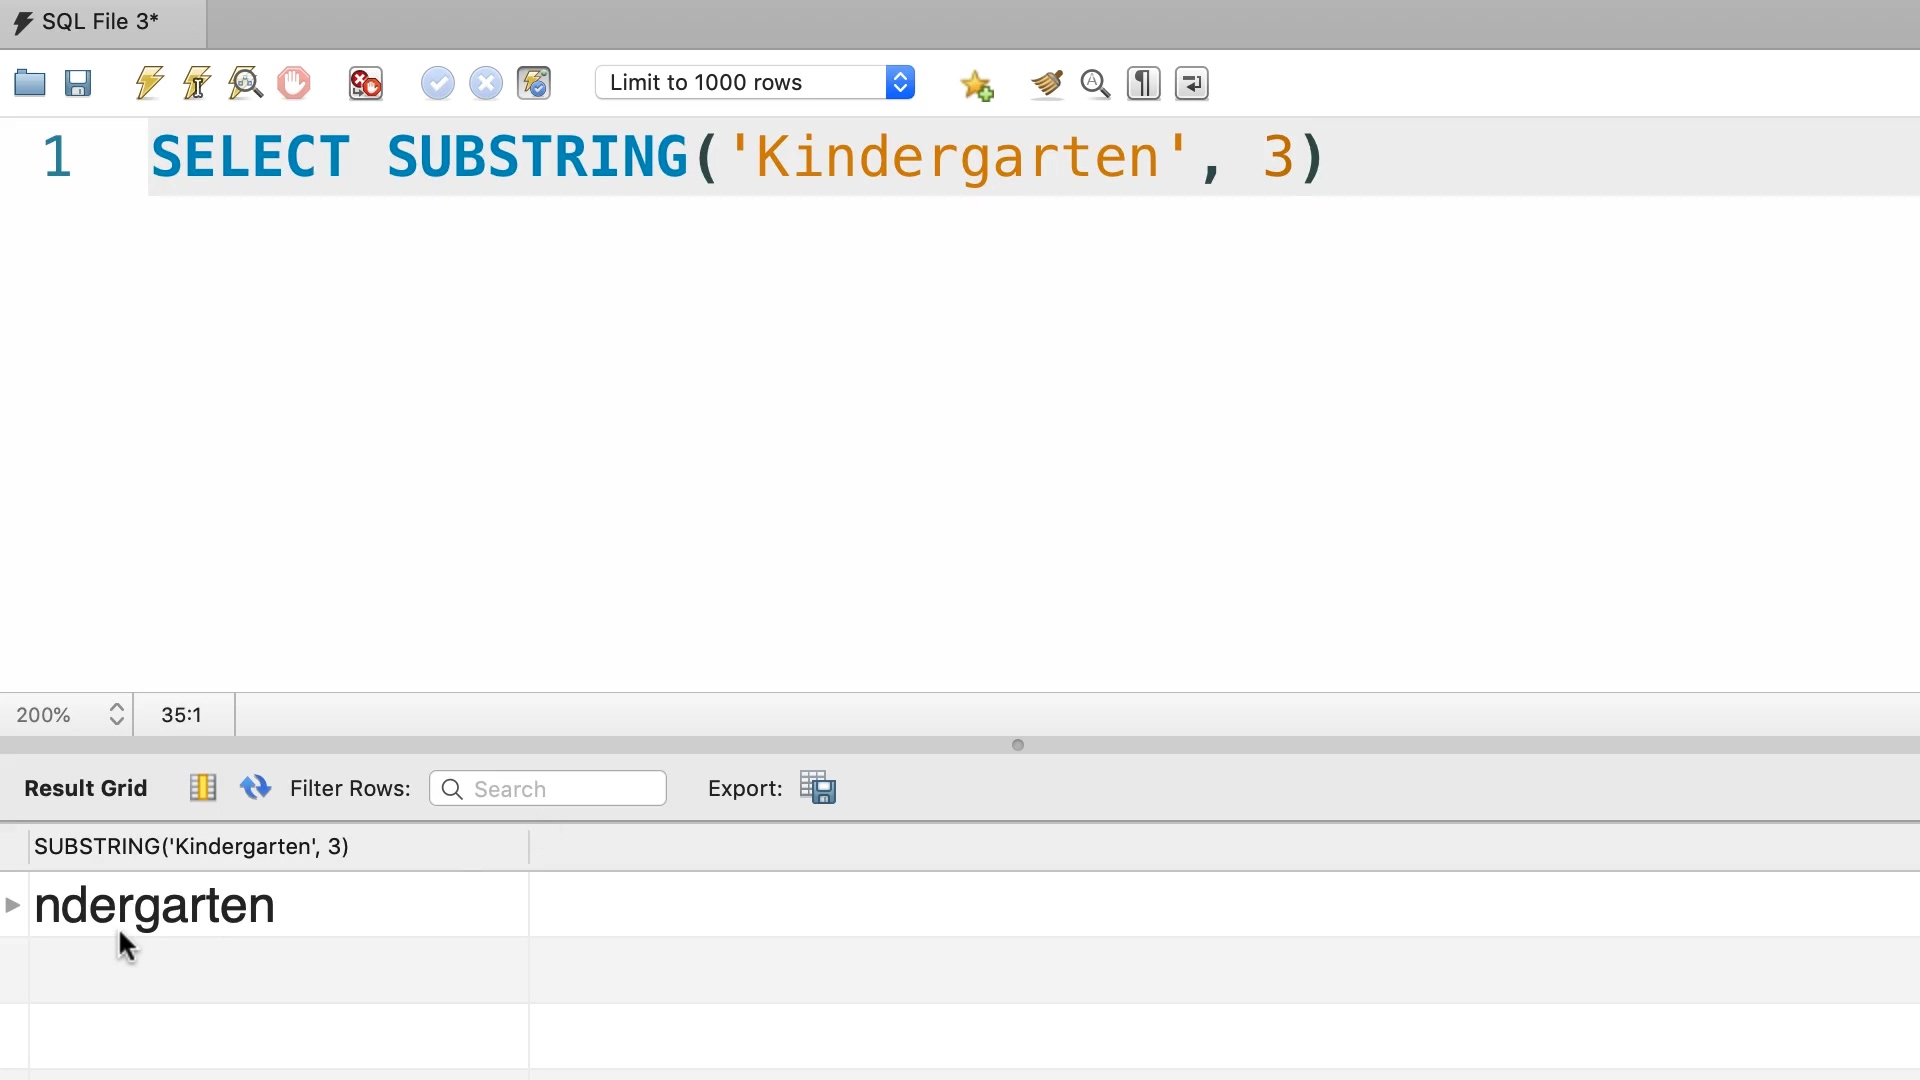 SQL File 3*
Limit to 1000 rows
1 SELECT SUBSTRING('Kindergarten', 3)
200% 35:1
Result Grid Filter Rows: Search Export:
SUBSTRING('Kindergarten', 3)
ndergarten